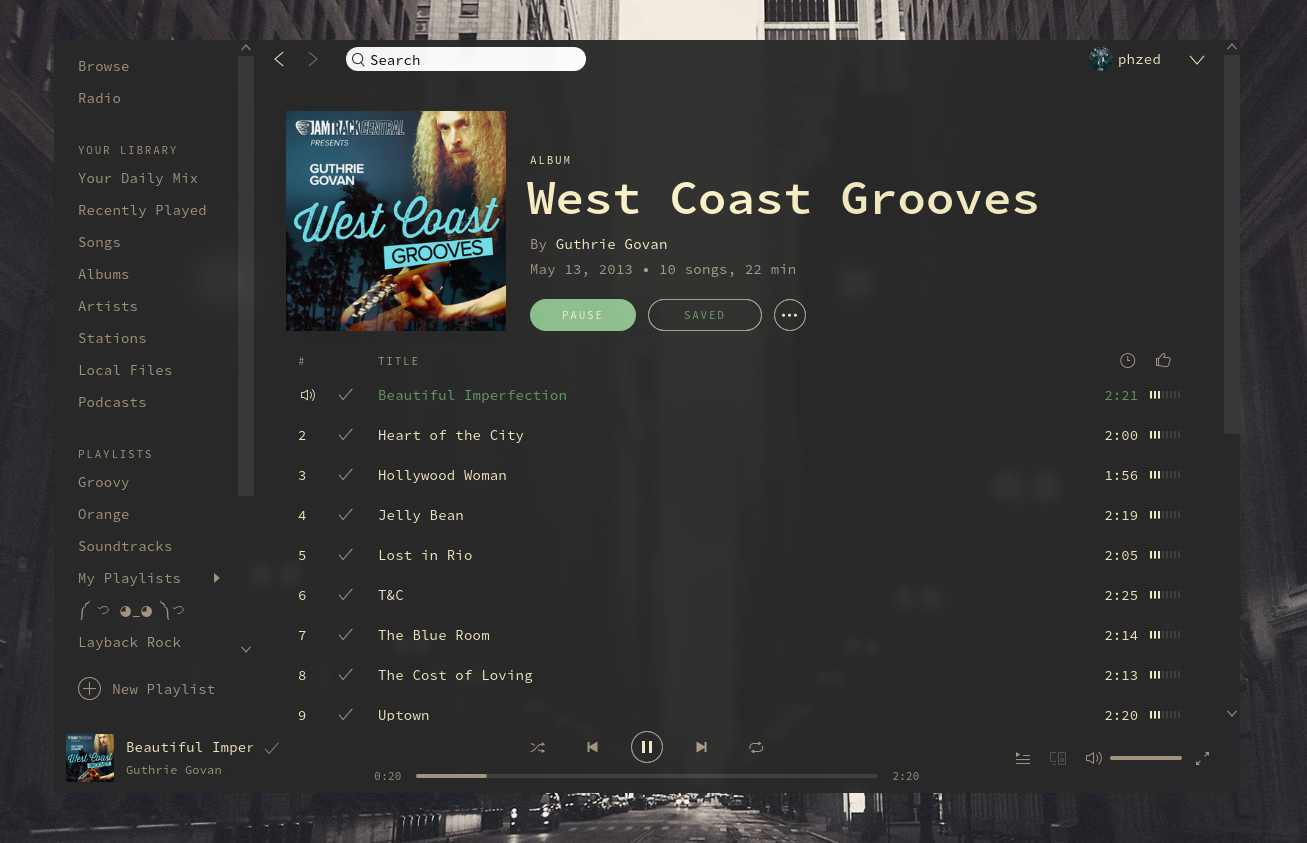 Browse
Radio
YOUR LIBRARY
Your Daily Mix
Recently Played
Songs
Albums
Artists
Stations
Local Files
Podcasts
PLAYLISTS
Groovy
Orange
Soundtracks
My Playlists
༼ つ ◕_◕ ༽つ
Layback Rock
New Playlist
Search
phzed
JAMTRACKCENTRAL
PRESENTS
GUTHRIE
GOVAN
West Coast
GROOVES
ALBUM
West Coast Grooves
By Guthrie Govan
May 13, 2013 • 10 songs, 22 min
PAUSE SAVED
# TITLE
Beautiful Imperfection 2:21
2 Heart of the City 2:00
3 Hollywood Woman 1:56
4 Jelly Bean 2:19
5 Lost in Rio 2:05
6 T&C 2:25
7 The Blue Room 2:14
8 The Cost of Loving 2:13
9 Uptown 2:20
West Coast
Beautiful Imper
Guthrie Govan
0:20 2:20